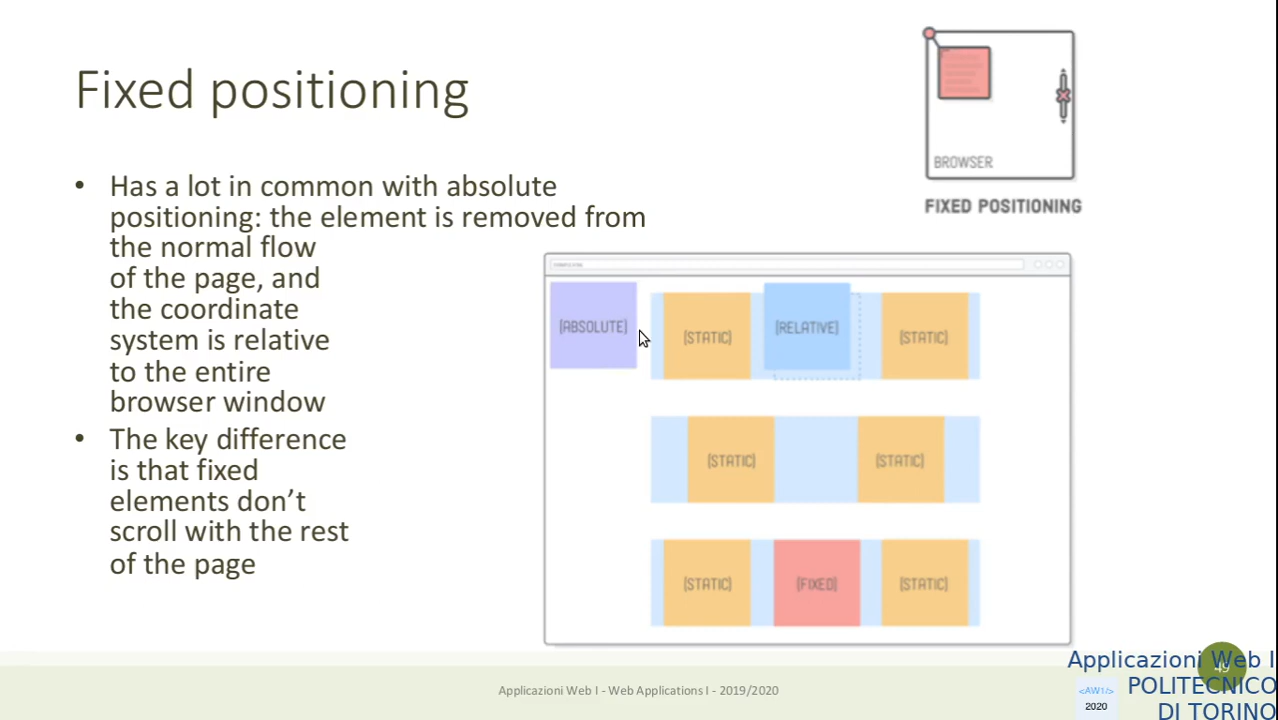 Fixed positioning
BROWSER
FIXED POSITIONING
• Has a lot in common with absolute
positioning: the element is removed from
the normal flow
of the page, and
the coordinate
system is relative
to the entire
browser window
• The key difference
is that fixed
elements don’t
scroll with the rest
of the page
(ABSOLUTE)
(STATIC)
(RELATIVE)
(STATIC)
(STATIC)
(STATIC)
(STATIC)
(FIXED)
(STATIC)
Applicazioni Web I - Web Applications I - 2019/2020
49
Applicazioni Web I
POLITECNICO
DI TORINO
<AW1/>
2020